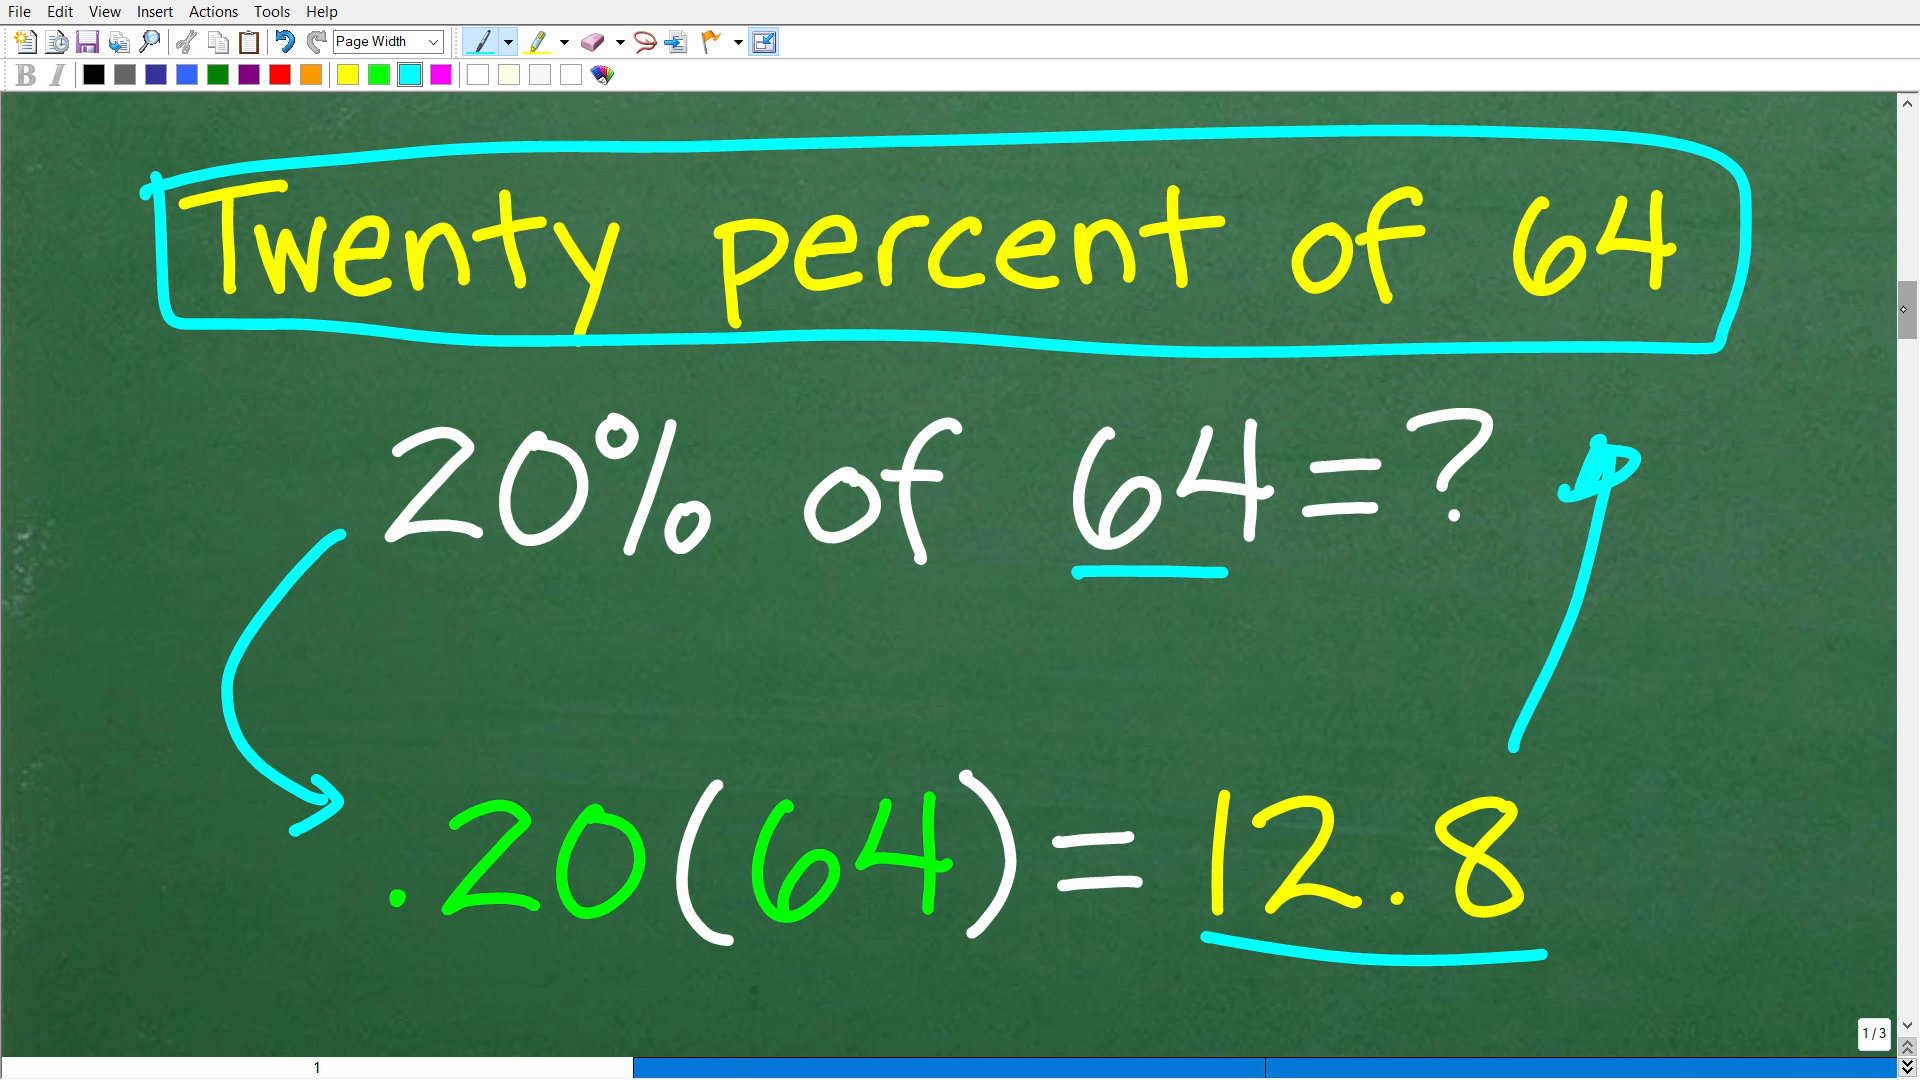 File Edit View Insert Actions Tools Help
Page Width
B I
Twenty percent of 64
20% of 64 = ?
.20(64) = 12.8
1 / 3
1